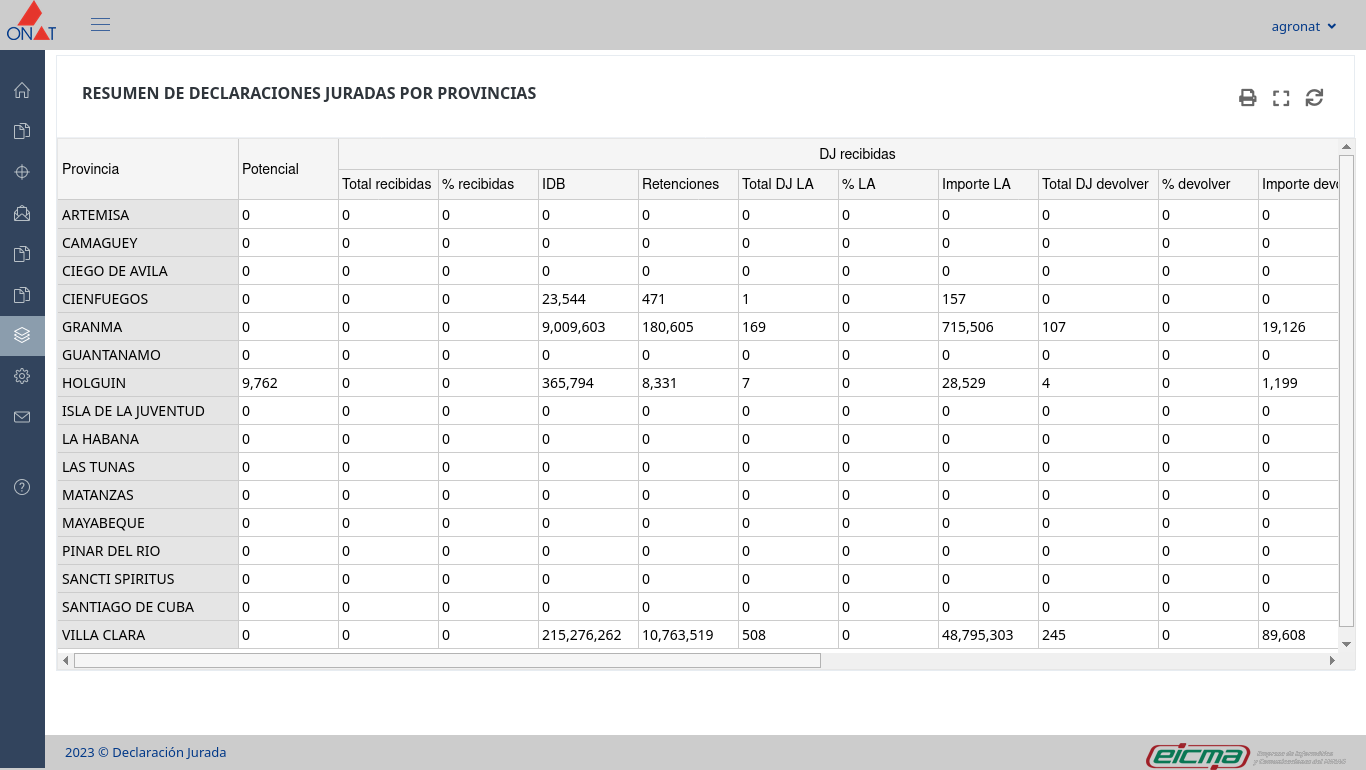 ONAT
agronat
RESUMEN DE DECLARACIONES JURADAS POR PROVINCIAS
Provincia Potencial DJ recibidas
Total recibidas % recibidas IDB Retenciones Total DJ LA % LA Importe LA Total DJ devolver % devolver Importe devo
ARTEMISA 0 0 0 0 0 0 0 0 0 0 0
CAMAGUEY 0 0 0 0 0 0 0 0 0 0 0
CIEGO DE AVILA 0 0 0 0 0 0 0 0 0 0 0
CIENFUEGOS 0 0 0 23,544 471 1 0 157 0 0 0
GRANMA 0 0 0 9,009,603 180,605 169 0 715,506 107 0 19,126
GUANTANAMO 0 0 0 0 0 0 0 0 0 0 0
HOLGUIN 9,762 0 0 365,794 8,331 7 0 28,529 4 0 1,199
ISLA DE LA JUVENTUD 0 0 0 0 0 0 0 0 0 0 0
LA HABANA 0 0 0 0 0 0 0 0 0 0 0
LAS TUNAS 0 0 0 0 0 0 0 0 0 0 0
MATANZAS 0 0 0 0 0 0 0 0 0 0 0
MAYABEQUE 0 0 0 0 0 0 0 0 0 0 0
PINAR DEL RIO 0 0 0 0 0 0 0 0 0 0 0
SANCTI SPIRITUS 0 0 0 0 0 0 0 0 0 0 0
SANTIAGO DE CUBA 0 0 0 0 0 0 0 0 0 0 0
VILLA CLARA 0 0 0 215,276,262 10,763,519 508 0 48,795,303 245 0 89,608
2023 © Declaración Jurada
eicma
Empresa de Informática
y Comunicaciones del